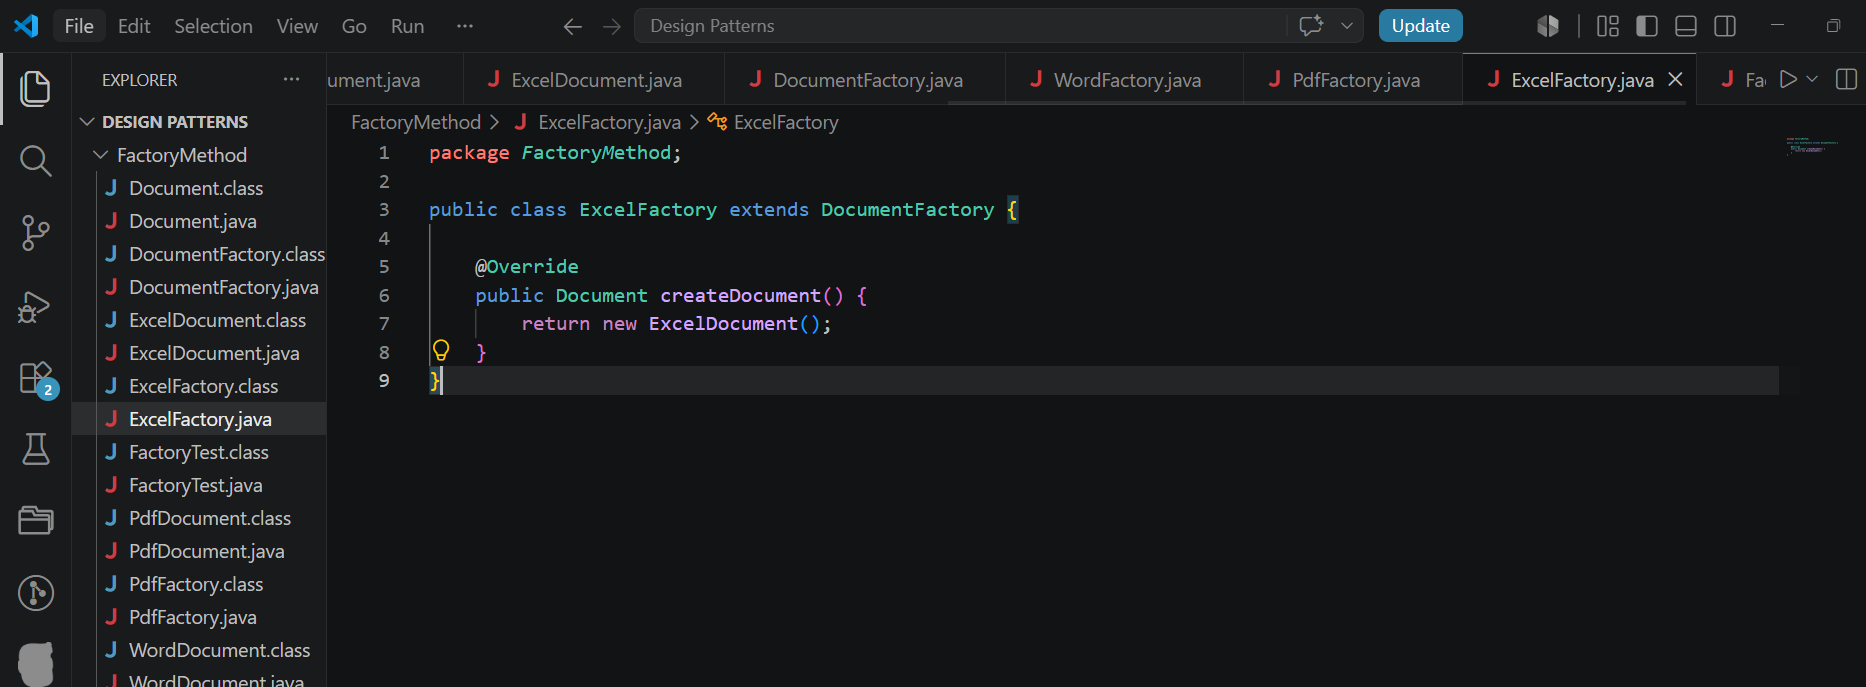 File Edit Selection View Go Run ··· Design Patterns Update
EXPLORER ···
ument.java ExcelDocument.java DocumentFactory.java WordFactory.java PdfFactory.java ExcelFactory.java Fac
DESIGN PATTERNS
FactoryMethod
Document.class
Document.java
DocumentFactory.class
DocumentFactory.java
ExcelDocument.class
ExcelDocument.java
ExcelFactory.class
ExcelFactory.java
FactoryTest.class
FactoryTest.java
PdfDocument.class
PdfDocument.java
PdfFactory.class
PdfFactory.java
WordDocument.class
WordDocument.java
2
FactoryMethod > ExcelFactory.java > ExcelFactory
1 package FactoryMethod;
2
3 public class ExcelFactory extends DocumentFactory {
4
5 @Override
6 public Document createDocument() {
7 return new ExcelDocument();
8 }
9 }